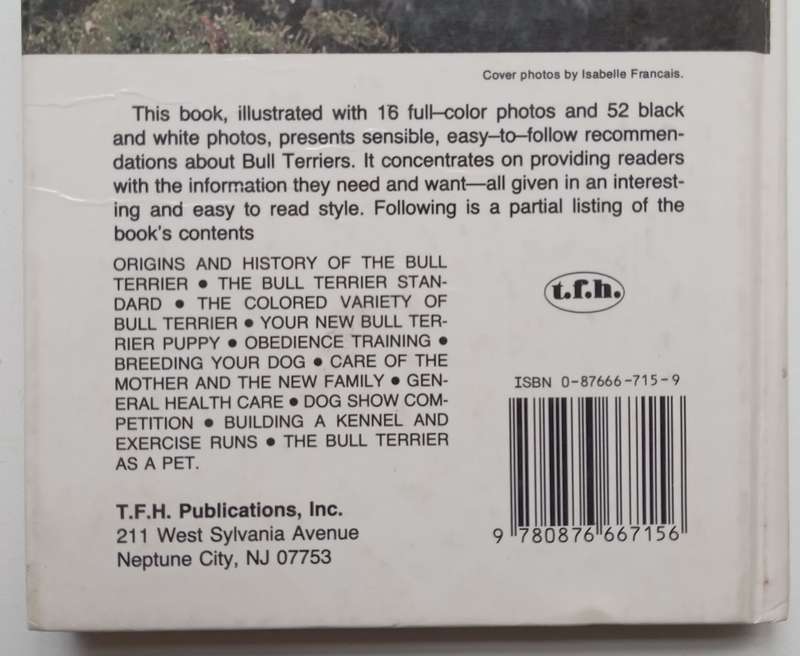 Cover photos by Isabelle Francais.
This book, illustrated with 16 full-color photos and 52 black
and white photos, presents sensible, easy-to-follow recommen-
dations about Bull Terriers. It concentrates on providing readers
with the information they need and want—all given in an interest-
ing and easy to read style. Following is a partial listing of the
book's contents
ORIGINS AND HISTORY OF THE BULL
TERRIER ● THE BULL TERRIER STAN-
DARD ● THE COLORED VARIETY OF
BULL TERRIER ● YOUR NEW BULL TER-
RIER PUPPY ● OBEDIENCE TRAINING ●
BREEDING YOUR DOG ● CARE OF THE
MOTHER AND THE NEW FAMILY ● GEN-
ERAL HEALTH CARE ● DOG SHOW COM-
PETITION ● BUILDING A KENNEL AND
EXERCISE RUNS ● THE BULL TERRIER
AS A PET.
t.f.h.
ISBN 0-87666-715-9
9 780876 667156
T.F.H. Publications, Inc.
211 West Sylvania Avenue
Neptune City, NJ 07753